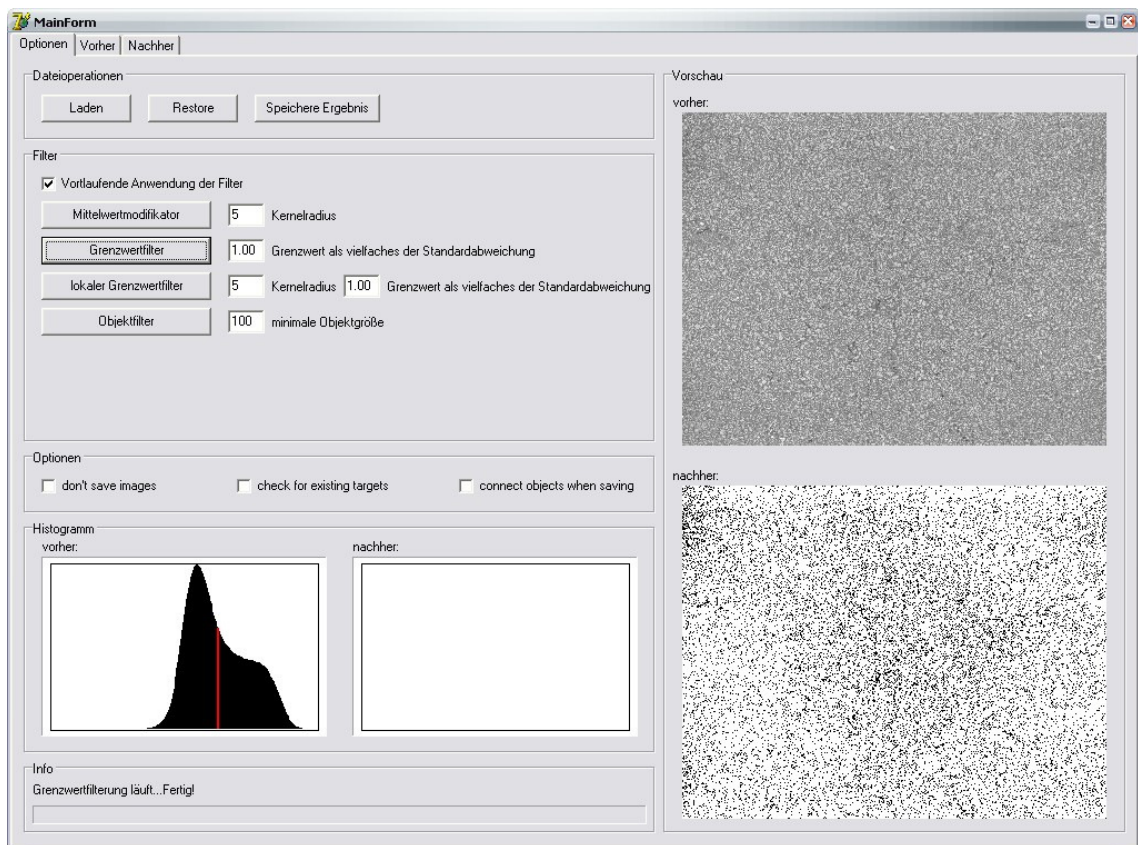 MainForm
Optionen Vorher Nachher
Dateioperationen
Laden Restore Speichere Ergebnis
Filter
Vortlaufende Anwendung der Filter
Mittelwertmodifikator 5 Kernelradius
Grenzwertfilter 1.00 Grenzwert als vielfaches der Standardabweichung
lokaler Grenzwertfilter 5 Kernelradius 1.00 Grenzwert als vielfaches der Standardabweichung
Objektfilter 100 minimale Objektgröße
Optionen
don't save images check for existing targets connect objects when saving
Histogramm
vorher: nachher:
Info
Grenzwertfilterung läuft...Fertig!
Vorschau
vorher:
nachher: